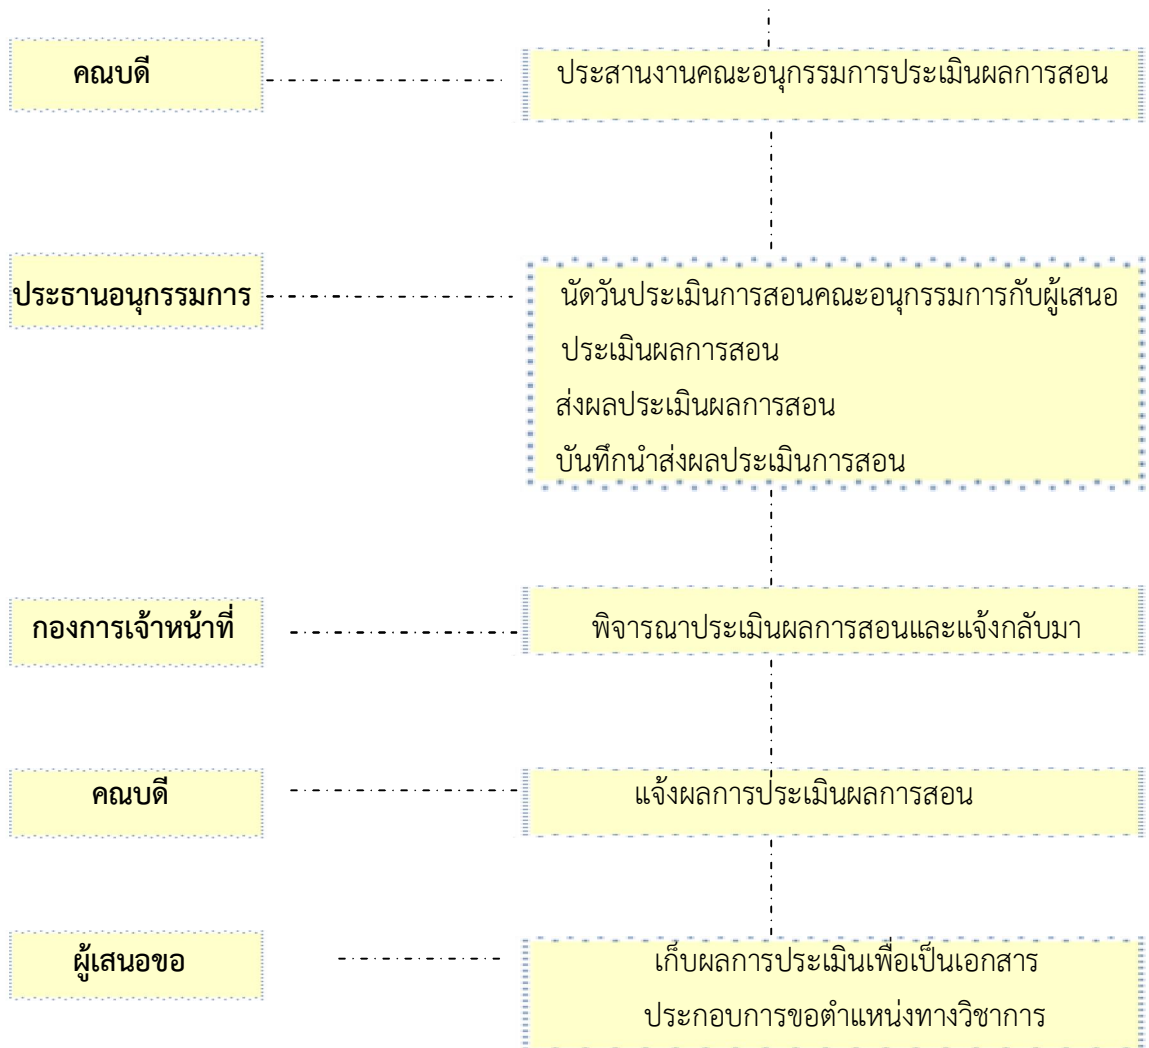 คณบดี
ประสานงานคณะอนุกรรมการประเมินผลการสอน
ประธานอนุกรรมการ
นัดวันประเมินการสอนคณะอนุกรรมการกับผู้เสนอ
ประเมินผลการสอน
ส่งผลประเมินผลการสอน
บันทึกนำส่งผลประเมินการสอน
กองการเจ้าหน้าที่
พิจารณาประเมินผลการสอนและแจ้งกลับมา
คณบดี
แจ้งผลการประเมินผลการสอน
ผู้เสนอขอ
เก็บผลการประเมินเพื่อเป็นเอกสาร
ประกอบการขอตำแหน่งทางวิชาการ